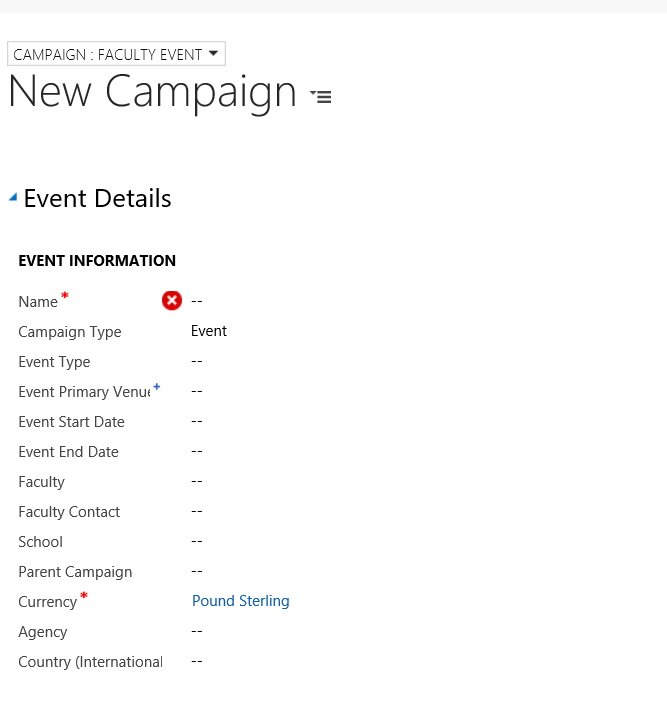 CAMPAIGN : FACULTY EVENT
New Campaign
Event Details
EVENT INFORMATION
Name* --
Campaign Type Event
Event Type --
Event Primary Venue+ --
Event Start Date --
Event End Date --
Faculty --
Faculty Contact --
School --
Parent Campaign --
Currency* Pound Sterling
Agency --
Country (International --